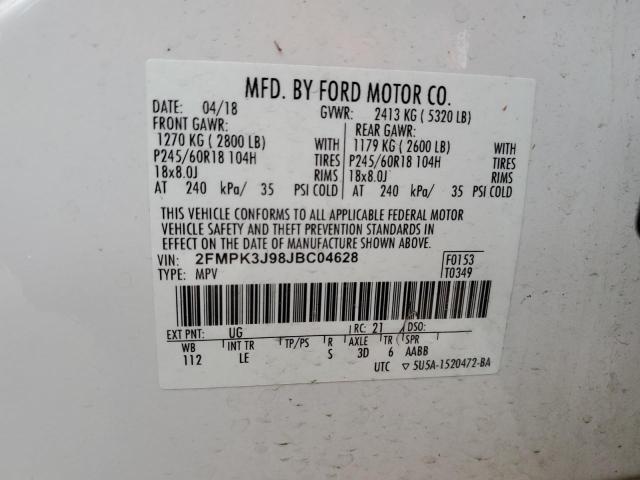 MFD. BY FORD MOTOR CO.
DATE: 04/18 GVWR: 2413 KG ( 5320 LB)
FRONT GAWR: REAR GAWR:
1270 KG ( 2800 LB) WITH 1179 KG ( 2600 LB) WITH
P245/60R18 104H TIRES P245/60R18 104H TIRES
18x8.0J RIMS 18x8.0J RIMS
AT 240 kPa/ 35 PSI COLD AT 240 kPa/ 35 PSI COLD
THIS VEHICLE CONFORMS TO ALL APPLICABLE FEDERAL MOTOR
VEHICLE SAFETY AND THEFT PREVENTION STANDARDS IN
EFFECT ON THE DATE OF MANUFACTURE SHOWN ABOVE.
VIN: 2FMPK3J98JBC04628 F0153
TYPE: MPV T0349
EXT PNT: UG RC: 21 DSO:
WB INT TR TP/PS R AXLE TR SPR
112 LE S 3D 6 AABB
UTC ▽ 5U5A-1520472-BA